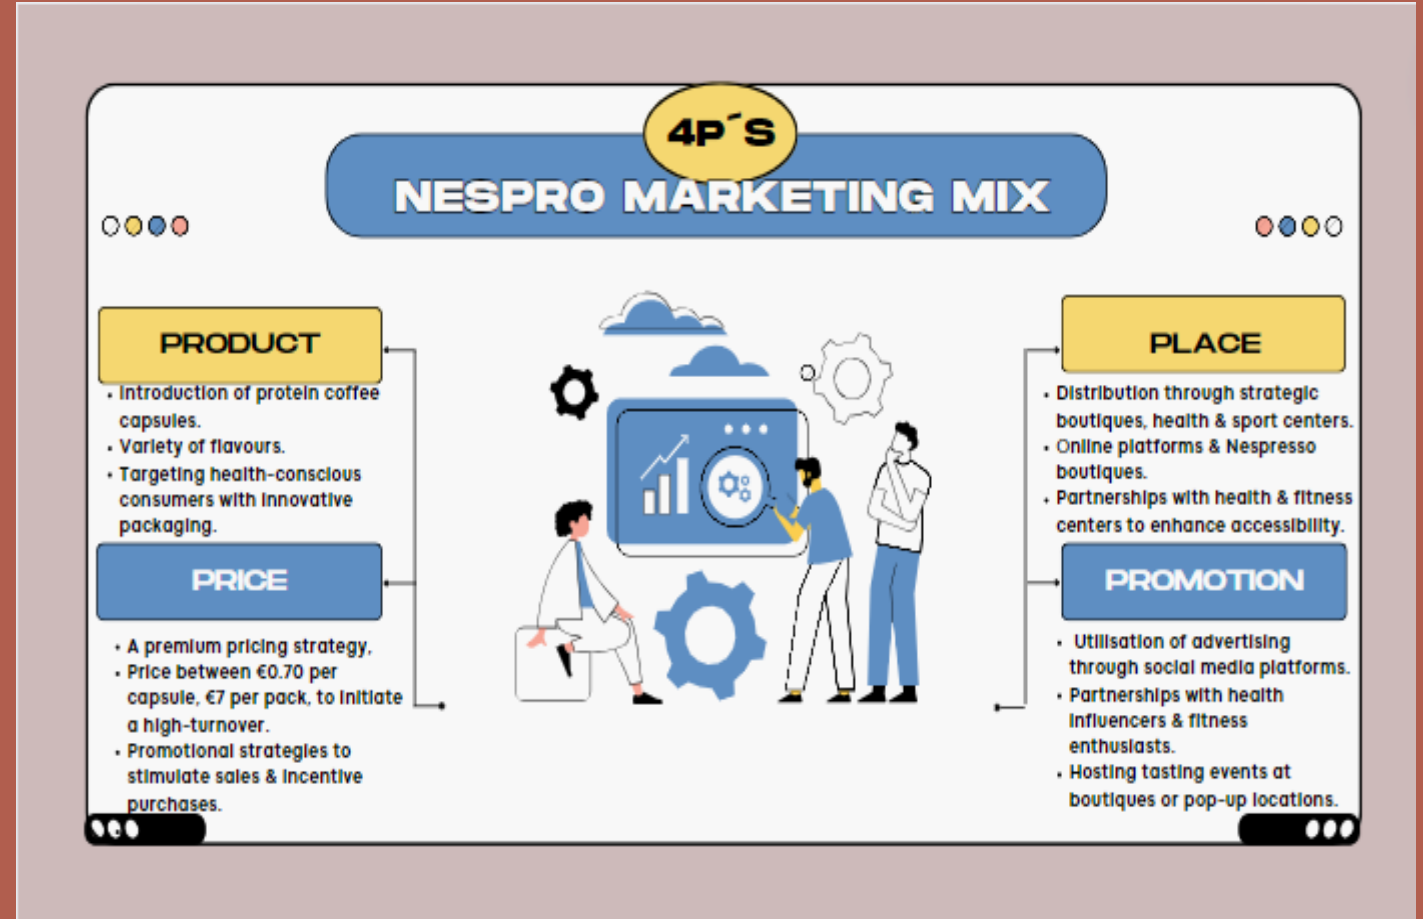 4P´S
NESPRO MARKETING MIX
PRODUCT
• Introduction of protein coffee
capsules.
• Variety of flavours.
• Targeting health-conscious
consumers with innovative
packaging.
PRICE
• A premium pricing strategy,
• Price between €0.70 per
capsule, €7 per pack, to initiate
a high-turnover.
• Promotional strategies to
stimulate sales & incentive
purchases.
PLACE
• Distribution through strategic
boutiques, health & sport centers.
• Online platforms & Nespresso
boutiques.
• Partnerships with health & fitness
centers to enhance accessibility.
PROMOTION
• Utilisation of advertising
through social media platforms.
• Partnerships with health
influencers & fitness
enthusiasts.
• Hosting tasting events at
boutiques or pop-up locations.